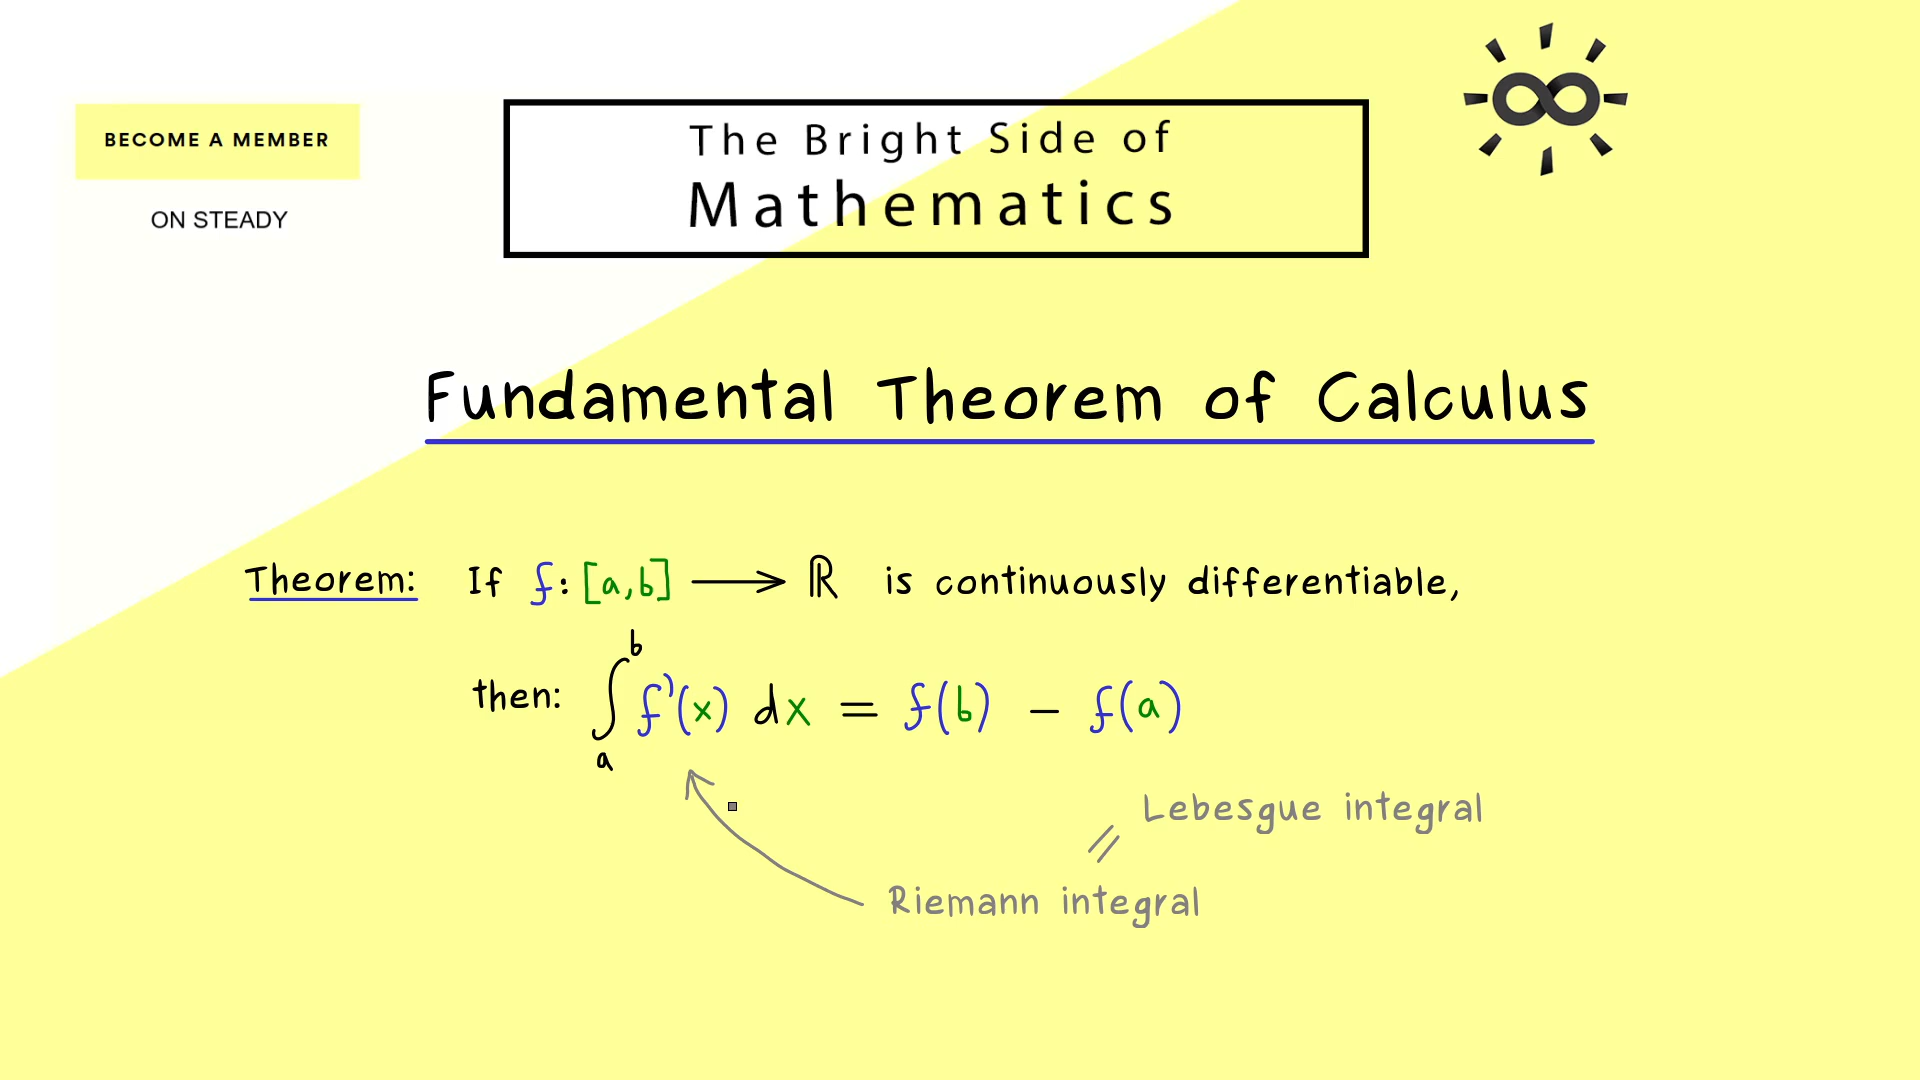 BECOME A MEMBER
ON STEADY
The Bright Side of
Mathematics
Fundamental Theorem of Calculus
Theorem: If f: [a,b] ⟶ ℝ is continuously differentiable,
then: ∫_a^b f'(x) dx = f(b) - f(a)
Lebesgue integral
=
Riemann integral